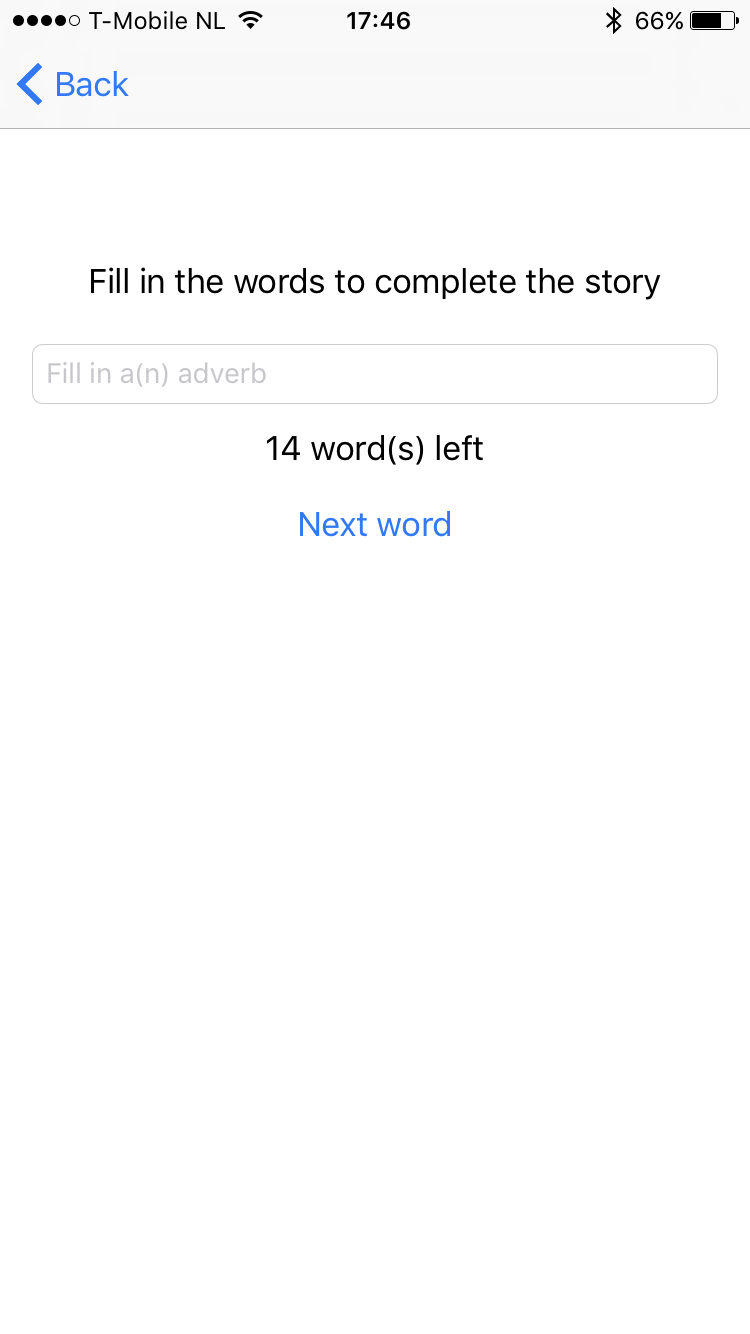 T-Mobile NL 17:46 66%
Back
Fill in the words to complete the story
Fill in a(n) adverb
14 word(s) left
Next word